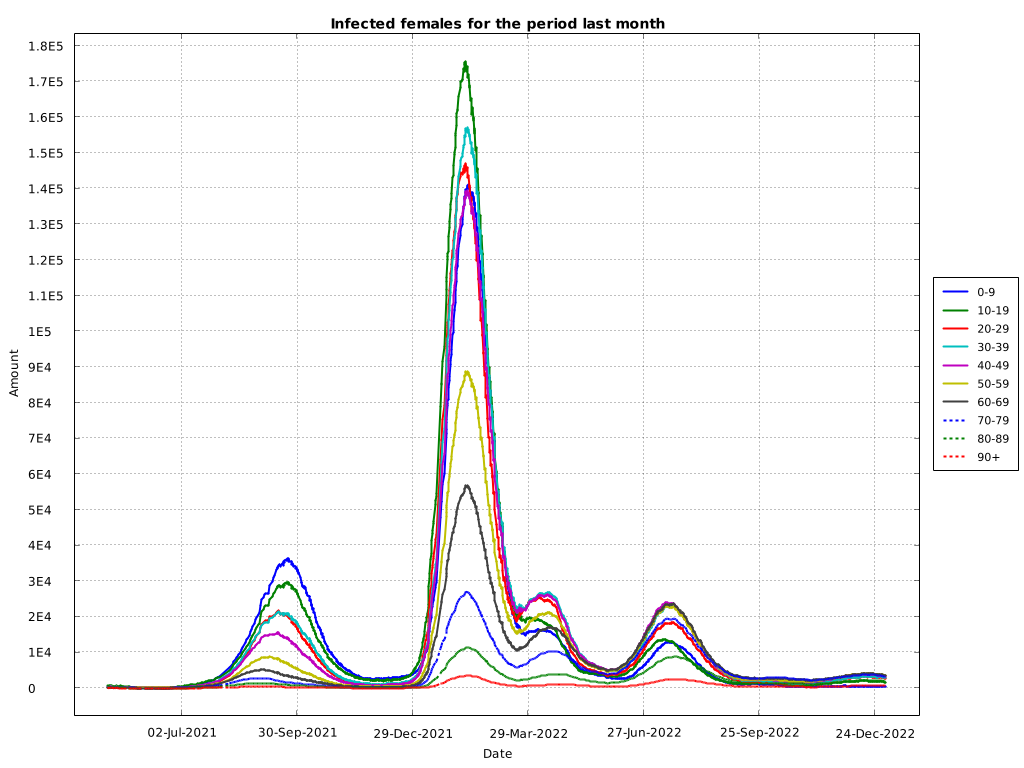 Infected females for the period last month
1.8E5
1.7E5
1.6E5
1.5E5
1.4E5
1.3E5
1.2E5
1.1E5
1E5
9E4
8E4
7E4
6E4
5E4
4E4
3E4
2E4
1E4
0
Amount
02-Jul-2021 30-Sep-2021 29-Dec-2021 29-Mar-2022 27-Jun-2022 25-Sep-2022 24-Dec-2022
Date
0-9
10-19
20-29
30-39
40-49
50-59
60-69
70-79
80-89
90+